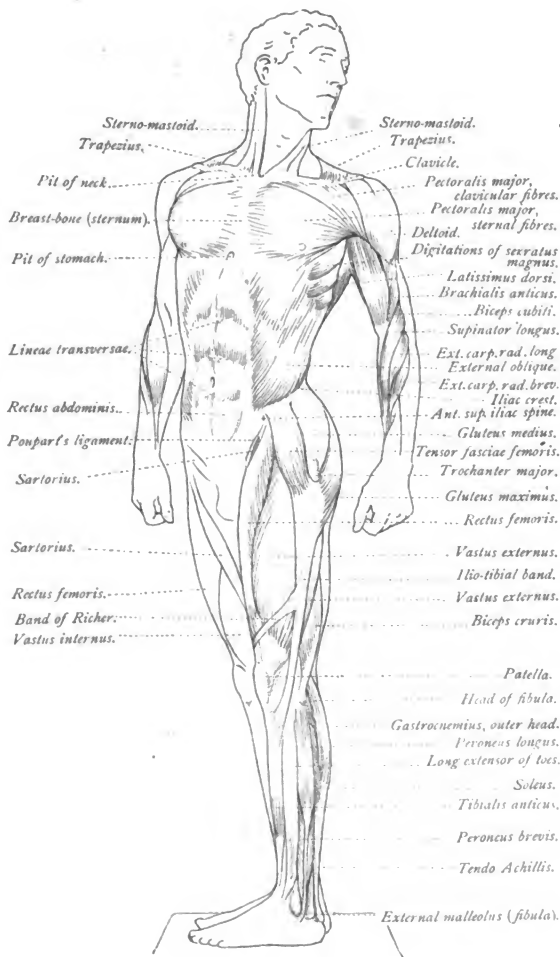 Sterno-mastoid.
Trapezius.
Pit of neck.
Breast-bone (sternum).
Pit of stomach.
Lineae transversae.
Rectus abdominis.
Poupart's ligament.
Sartorius.
Sartorius.
Rectus femoris.
Band of Richer.
Vastus internus.
Sterno-mastoid.
Trapezius.
Clavicle.
Pectoralis major,
clavicular fibres.
Pectoralis major,
sternal fibres.
Deltoid.
Digitations of serratus
magnus.
Latissimus dorsi.
Brachialis anticus.
Biceps cubiti.
Supinator longus.
Ext. carp. rad. long
External oblique.
Ext. carp. rad. brev.
Iliac crest.
Ant. sup. iliac spine.
Gluteus medius.
Tensor fasciae femoris.
Trochanter major.
Gluteus maximus.
Rectus femoris.
Vastus externus.
Ilio-tibial band.
Vastus externus.
Biceps cruris.
Patella.
Head of fibula.
Gastrocnemius, outer head.
Peroneus longus.
Long extensor of toes.
Soleus.
Tibialis anticus.
Peroneus brevis.
Tendo Achillis.
External malleolus (fibula).